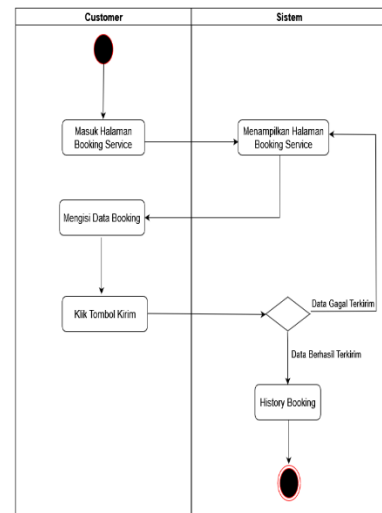 Customer
Sistem
Masuk Halaman
Booking Service
Menampilkan Halaman
Booking Service
Mengisi Data Booking
Klik Tombol Kirim
Data Gagal Terkirim
Data Berhasil Terkirim
History Booking